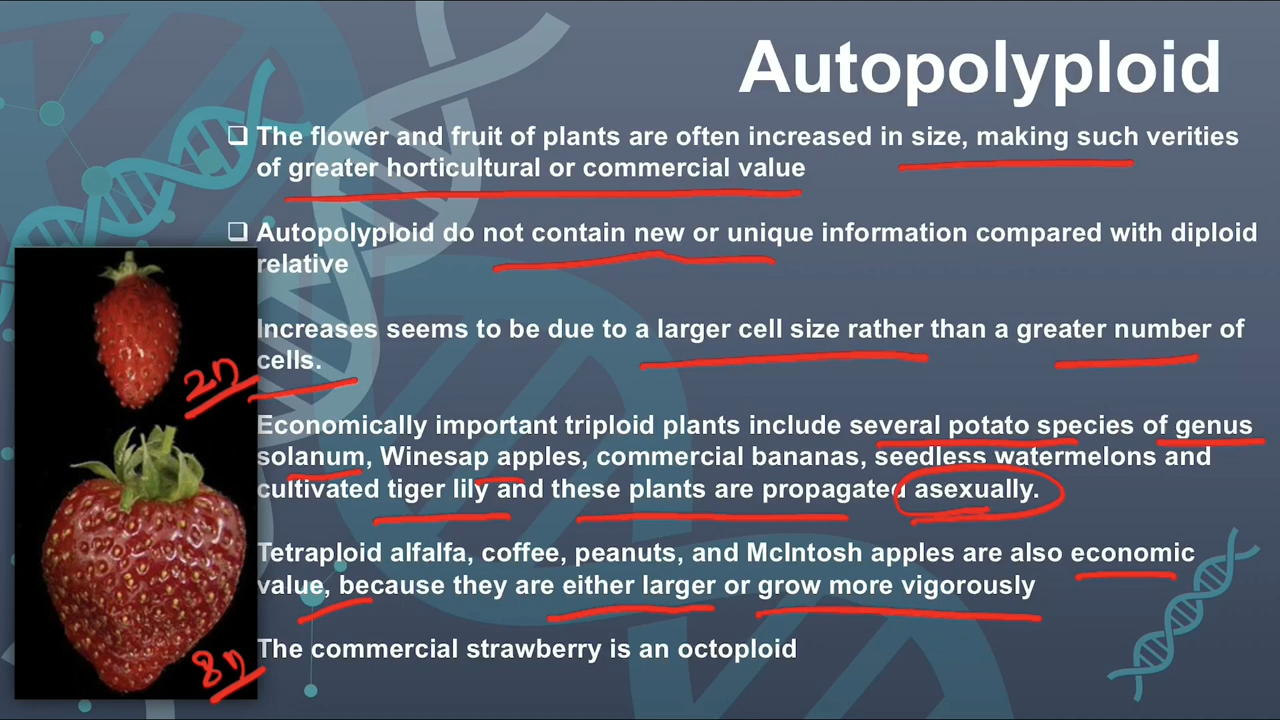 Autopolyploid
❑ The flower and fruit of plants are often increased in size, making such verities
of greater horticultural or commercial value
❑ Autopolyploid do not contain new or unique information compared with diploid
relative
Increases seems to be due to a larger cell size rather than a greater number of
cells.
2n
Economically important triploid plants include several potato species of genus
solanum, Winesap apples, commercial bananas, seedless watermelons and
cultivated tiger lily and these plants are propagated asexually.
Tetraploid alfalfa, coffee, peanuts, and McIntosh apples are also economic
value, because they are either larger or grow more vigorously
The commercial strawberry is an octoploid
8n